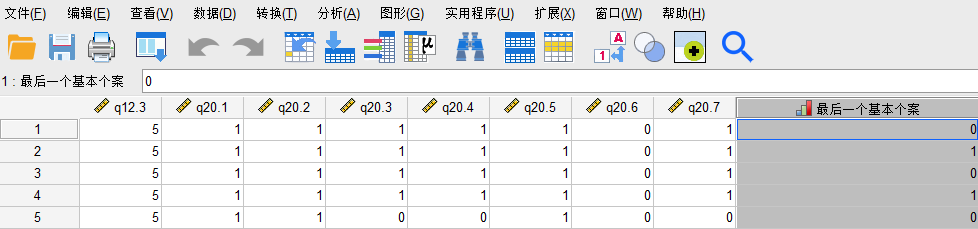 文件(F) 编辑(E) 查看(V) 数据(D) 转换(T) 分析(A) 图形(G) 实用程序(U) 扩展(X) 窗口(W) 帮助(H)
μ A 1
1 : 最后一个基本个案 0
q12.3 q20.1 q20.2 q20.3 q20.4 q20.5 q20.6 q20.7 最后一个基本个案
1 5 1 1 1 1 1 0 1 0
2 5 1 1 1 1 1 0 1 1
3 5 1 1 1 1 1 0 1 0
4 5 1 1 1 1 1 0 1 1
5 5 1 1 0 0 1 0 0 0